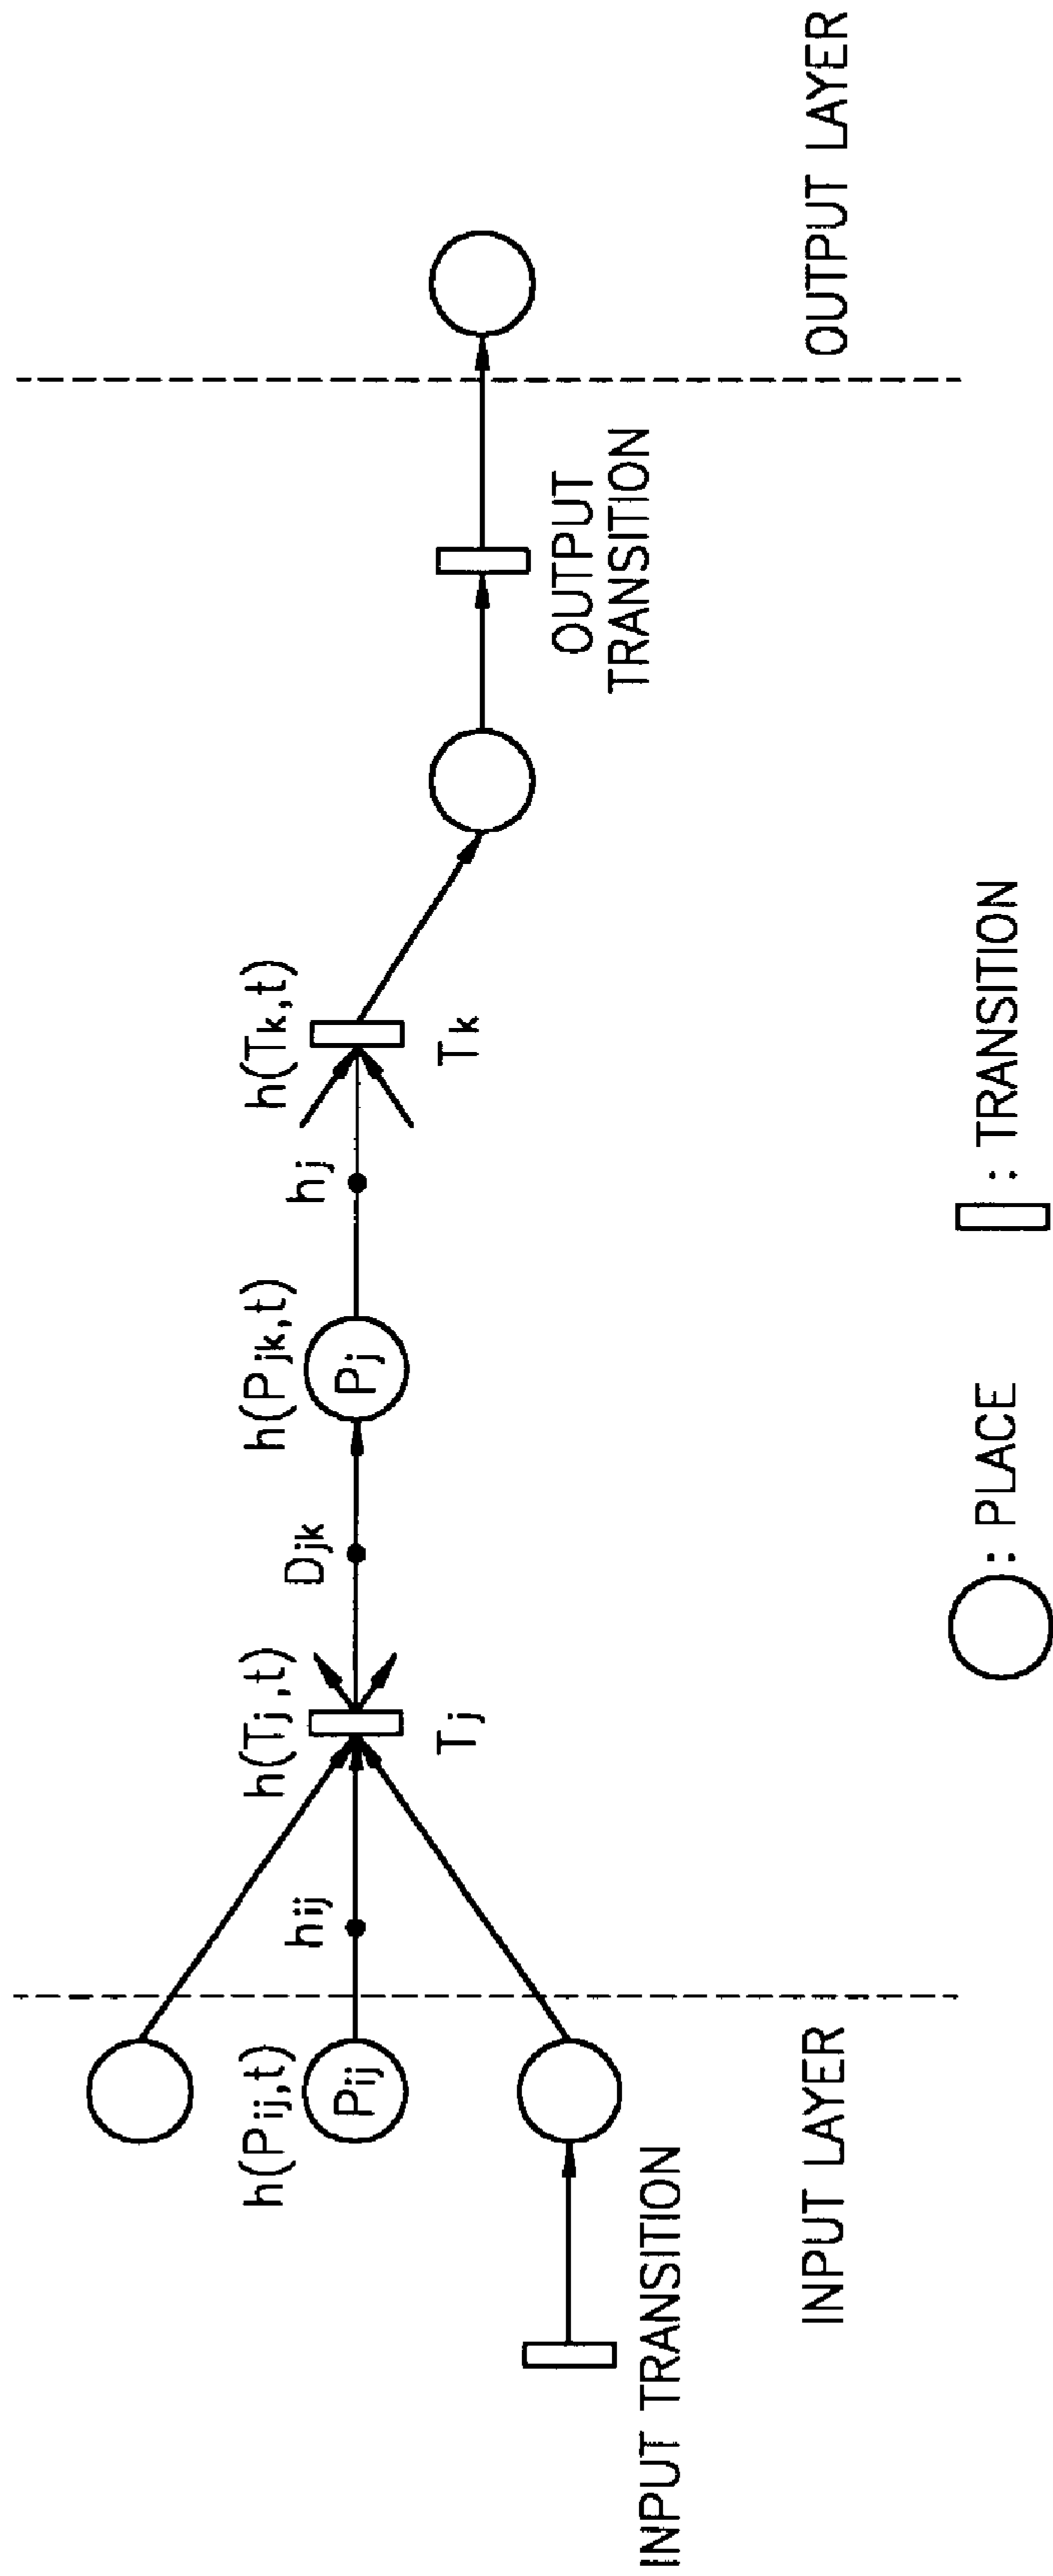 h(Pij,t)
Pij
hij
h(Tj,t)
Tj
Djk
h(Pjk,t)
Pj
hj
h(Tk,t)
Tk
INPUT TRANSITION
OUTPUT
TRANSITION
INPUT LAYER
OUTPUT LAYER
: PLACE
: TRANSITION